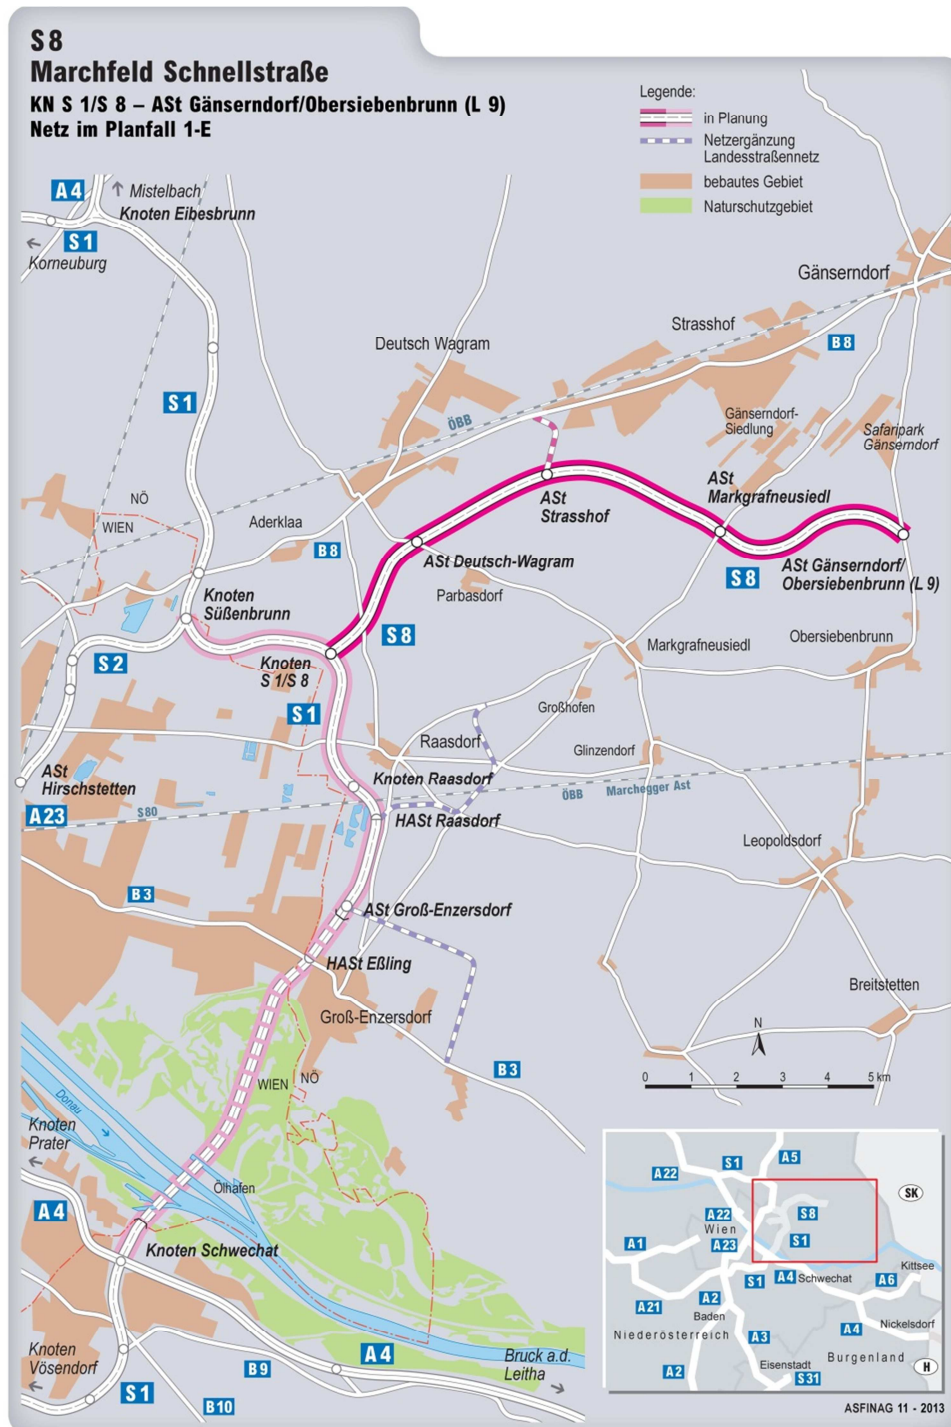 S 8
Marchfeld Schnellstraße
KN S 1/S 8 – ASt Gänserndorf/Obersiebenbrunn (L 9)
Netz im Planfall 1-E
Legende:
in Planung
Netzergänzung
Landesstraßennetz
bebautes Gebiet
Naturschutzgebiet
A 4
Mistelbach
Knoten Eibesbrunn
S 1
Korneuburg
Gänserndorf
Strasshof
B 8
Deutsch Wagram
S 1
ÖBB
Gänserndorf-
Siedlung
Safaripark
Gänserndorf
ASt
Markgrafneusiedl
NÖ
WIEN
Aderklaa
B 8
ASt
Strasshof
ASt Deutsch-Wagram
S 8
ASt Gänserndorf/
Obersiebenbrunn (L 9)
Parbasdorf
Knoten
Süßenbrunn
S 8
Markgrafneusiedl
Obersiebenbrunn
S 2
Knoten
S 1/S 8
S 1
Großhofen
Raasdorf
Glinzendorf
ASt
Hirschstetten
Knoten Raasdorf
ÖBB
Marchegger Ast
A 23
S80
HASt Raasdorf
Leopoldsdorf
B 3
ASt Groß-Enzersdorf
HASt Eßling
Breitstetten
Groß-Enzersdorf
N
B 3
0 1 2 3 4 5 km
WIEN
NÖ
Donau
Knoten
Prater
Ölhafen
A 4
Knoten Schwechat
Knoten
Vösendorf
A 4
B 9
Bruck a.d.
Leitha
S 1
B 10
A 22
S 1
A 5
SK
A 22
S 8
Wien
A 1
A 23
S 1
Kittsee
S 1
A 4
Schwechat
A 6
A 21
A 2
Baden
Nickelsdorf
Niederösterreich
A 3
A 4
Burgenland
A 2
Eisenstadt
H
S 31
ASFINAG 11 - 2013